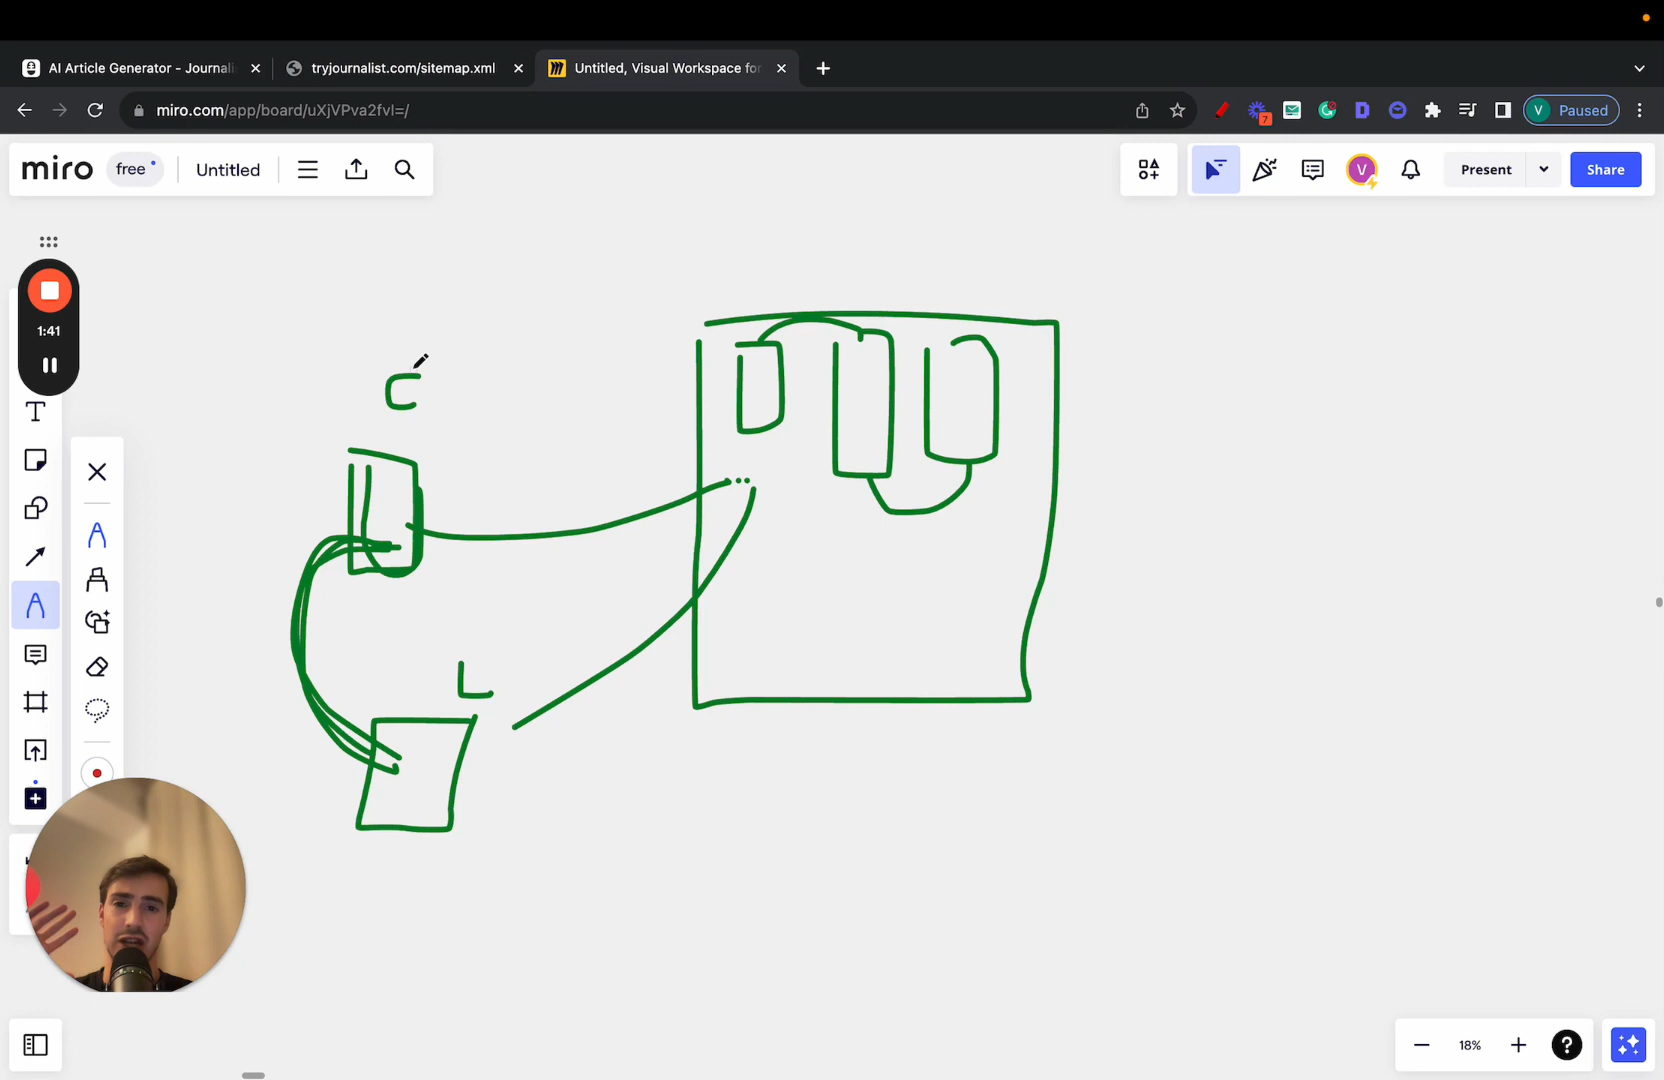 AI Article Generator - Journali
tryjournalist.com/sitemap.xml
Untitled, Visual Workspace for
miro.com/app/board/uXjVPva2fvI=/
7
V
Paused
miro
free
Untitled
V
Present
Share
1:41
T
C
L
18%
?